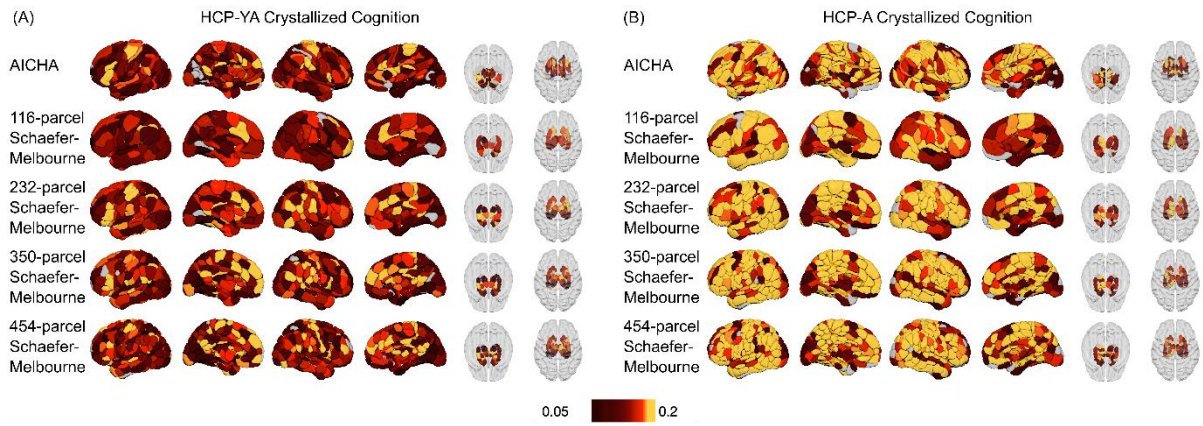 (A) HCP-YA Crystallized Cognition
AICHA
116-parcel
Schaefer-
Melbourne
232-parcel
Schaefer-
Melbourne
350-parcel
Schaefer-
Melbourne
454-parcel
Schaefer-
Melbourne
(B) HCP-A Crystallized Cognition
AICHA
116-parcel
Schaefer-
Melbourne
232-parcel
Schaefer-
Melbourne
350-parcel
Schaefer-
Melbourne
454-parcel
Schaefer-
Melbourne
0.05 0.2